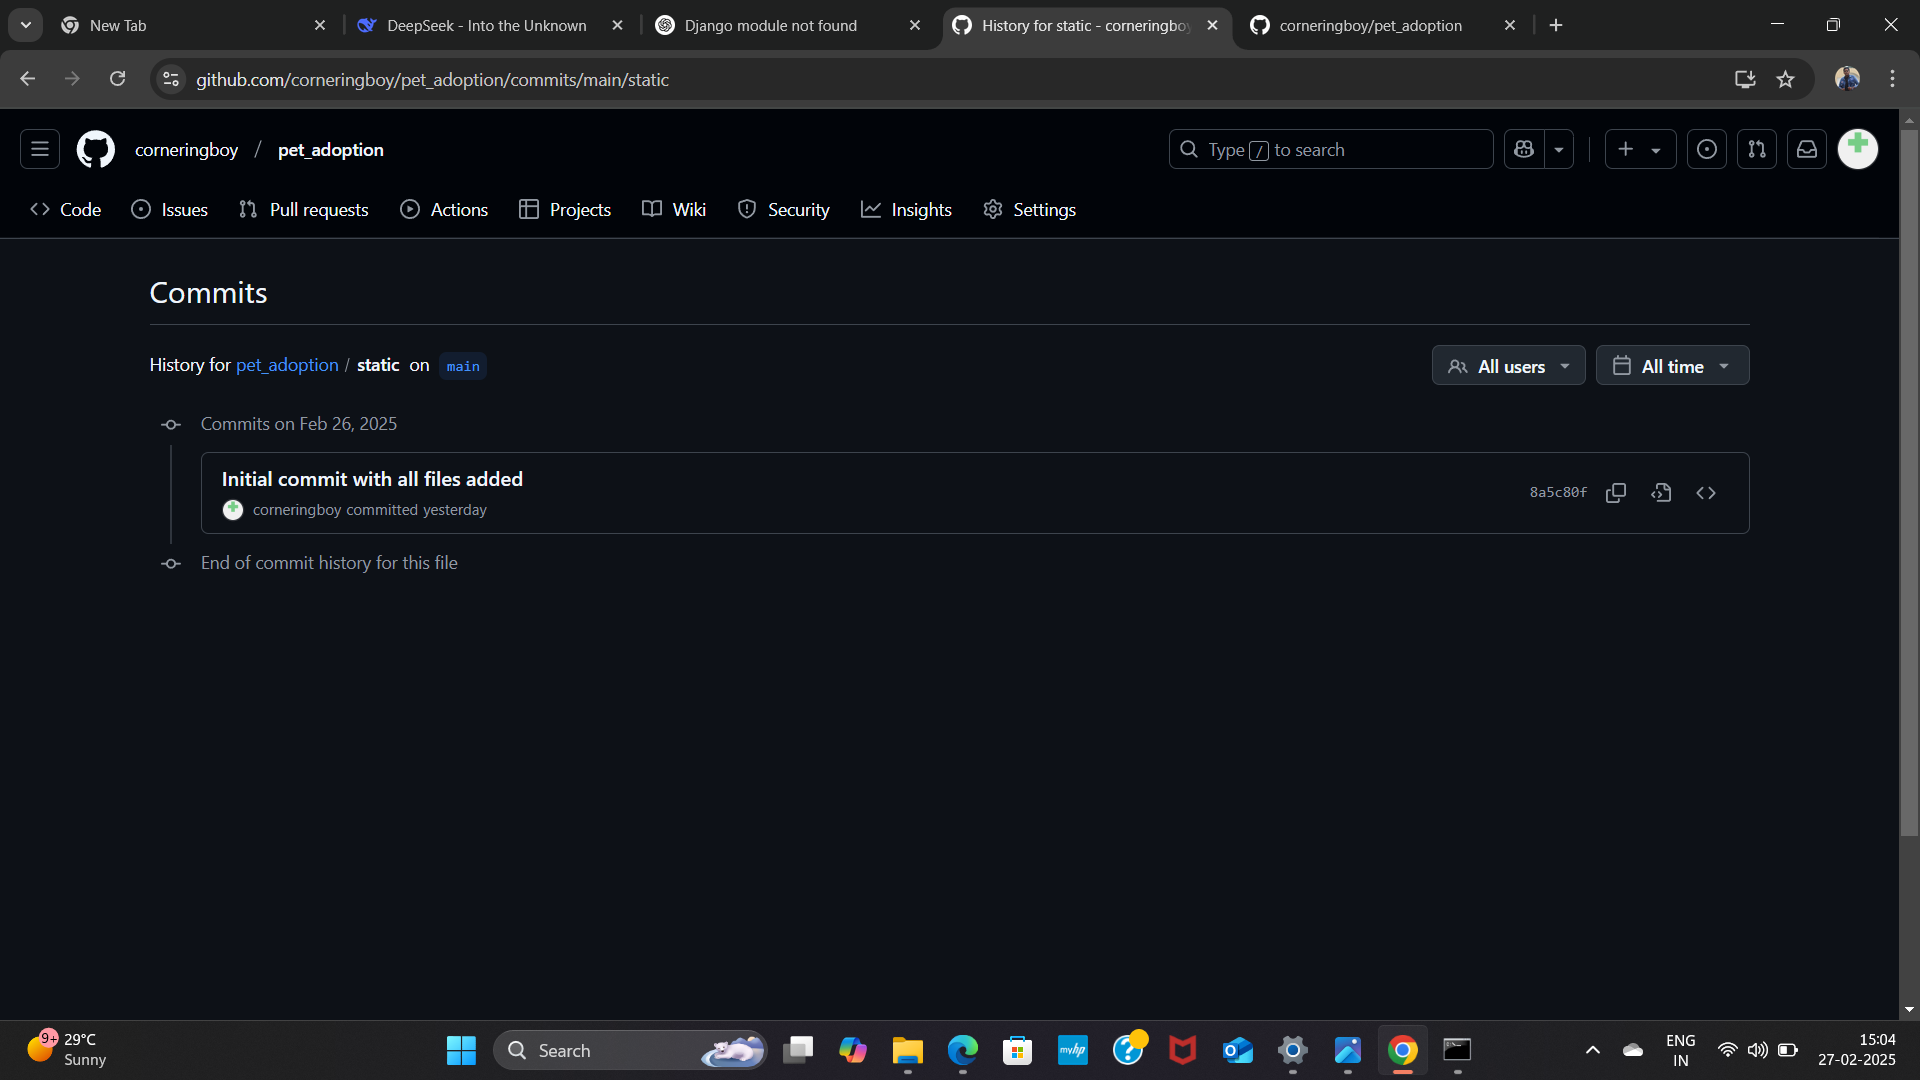 New Tab
DeepSeek - Into the Unknown
Django module not found
History for static - corneringboy
corneringboy/pet_adoption
github.com/corneringboy/pet_adoption/commits/main/static
corneringboy / pet_adoption
Type / to search
Code
Issues
Pull requests
Actions
Projects
Wiki
Security
Insights
Settings
Commits
History for pet_adoption / static on main
All users
All time
Commits on Feb 26, 2025
Initial commit with all files added
8a5c80f
corneringboy committed yesterday
End of commit history for this file
9+
29°C
Sunny
Search
myhp
ENG
IN
15:04
27-02-2025